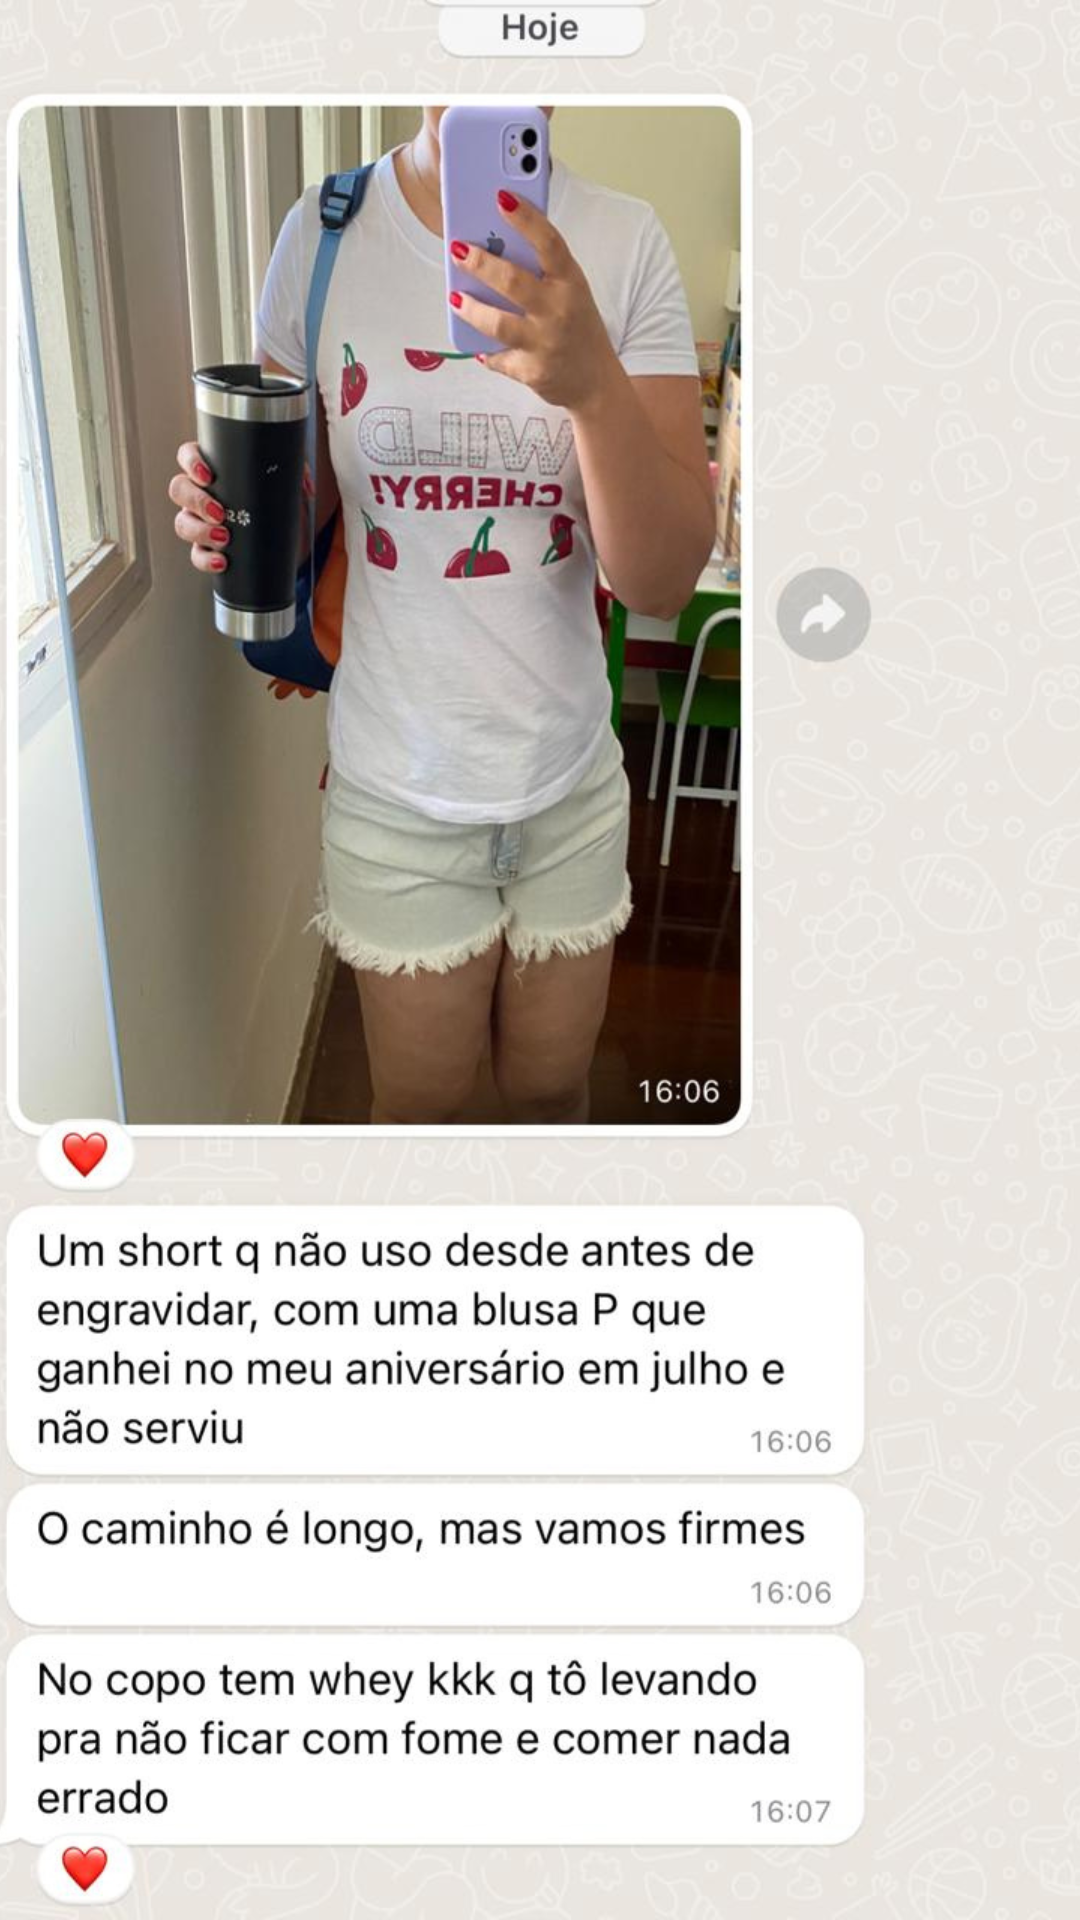 Hoje
WILD
CHERRY!
16:06
Um short q não uso desde antes de
engravidar, com uma blusa P que
ganhei no meu aniversário em julho e
não serviu
16:06
O caminho é longo, mas vamos firmes
16:06
No copo tem whey kkk q tô levando
pra não ficar com fome e comer nada
errado
16:07